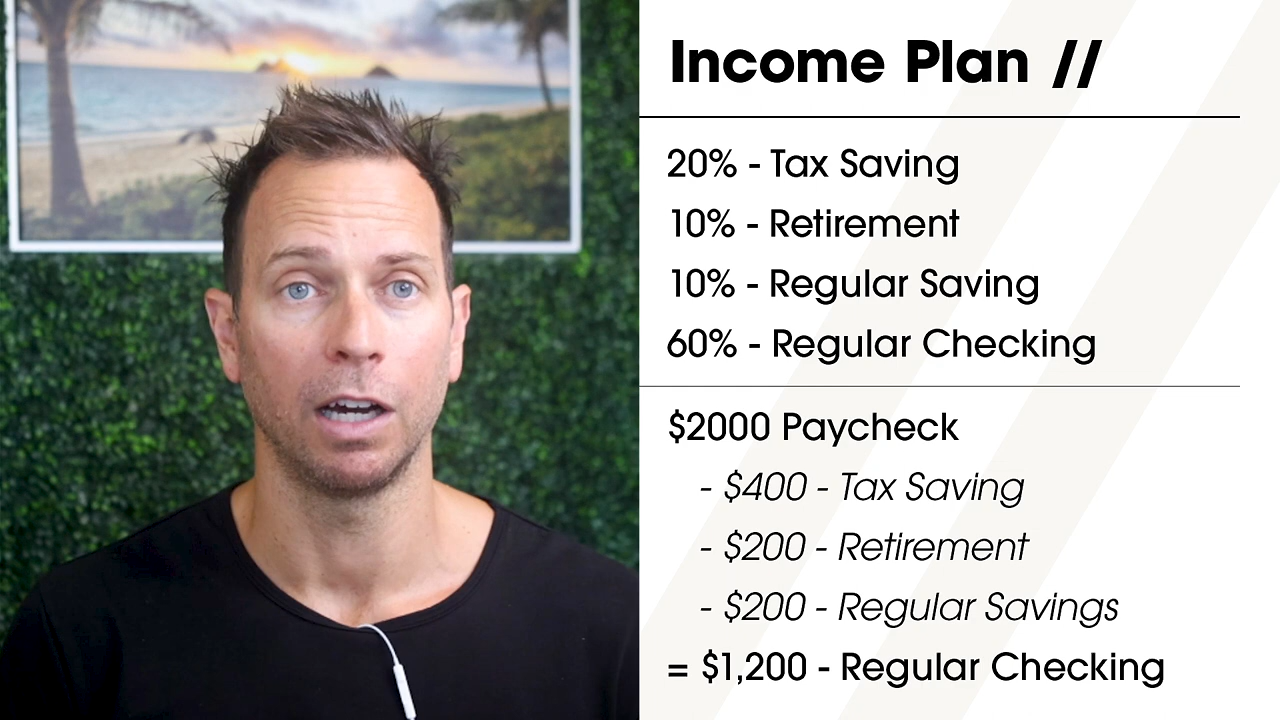 Income Plan //
20% - Tax Saving
10% - Retirement
10% - Regular Saving
60% - Regular Checking
$2000 Paycheck
- $400 - Tax Saving
- $200 - Retirement
- $200 - Regular Savings
= $1,200 - Regular Checking